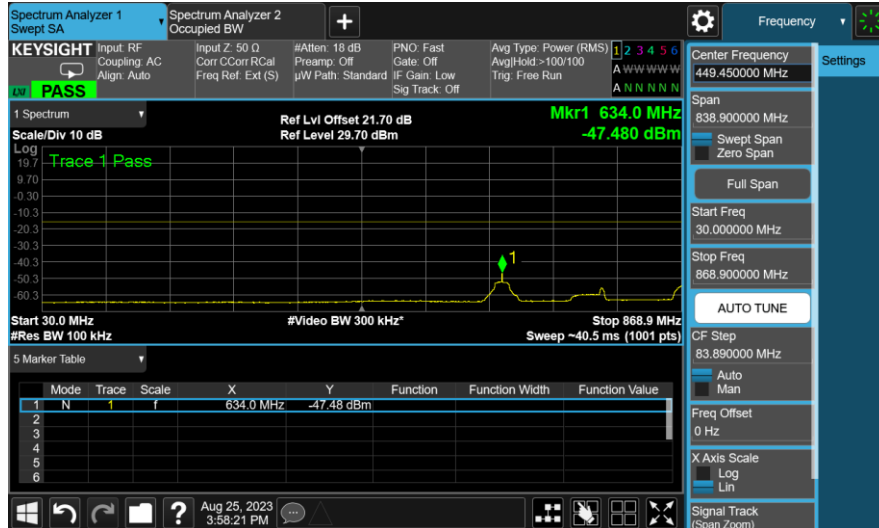 Spectrum Analyzer 1
Swept SA
Spectrum Analyzer 2
Occupied BW
+
Frequency
KEYSIGHT
Input: RF
Coupling: AC
Align: Auto
Input Z: 50 Ω
Corr CCorr RCal
Freq Ref: Ext (S)
#Atten: 18 dB
Preamp: Off
µW Path: Standard
PNO: Fast
Gate: Off
IF Gain: Low
Sig Track: Off
Avg Type: Power (RMS)
Avg|Hold:>100/100
Trig: Free Run
1 2 3 4 5 6
A W W W W W
A N N N N N
LXI
PASS
1 Spectrum
Scale/Div 10 dB
Ref Lvl Offset 21.70 dB
Ref Level 29.70 dBm
Mkr1 634.0 MHz
-47.480 dBm
Log
Trace 1 Pass
19.7
9.70
-0.30
-10.3
-20.3
-30.3
-40.3
-50.3
-60.3
1
Start 30.0 MHz
#Res BW 100 kHz
#Video BW 300 kHz*
Stop 868.9 MHz
Sweep ~40.5 ms (1001 pts)
5 Marker Table
Mode Trace Scale X Y Function Function Width Function Value
1 N 1 f 634.0 MHz -47.48 dBm
2
3
4
5
6
?
Aug 25, 2023
3:58:21 PM
Center Frequency
449.450000 MHz
Settings
Span
838.900000 MHz
Swept Span
Zero Span
Full Span
Start Freq
30.000000 MHz
Stop Freq
868.900000 MHz
AUTO TUNE
CF Step
83.890000 MHz
Auto
Man
Freq Offset
0 Hz
X Axis Scale
Log
Lin
Signal Track
(Span Zoom)